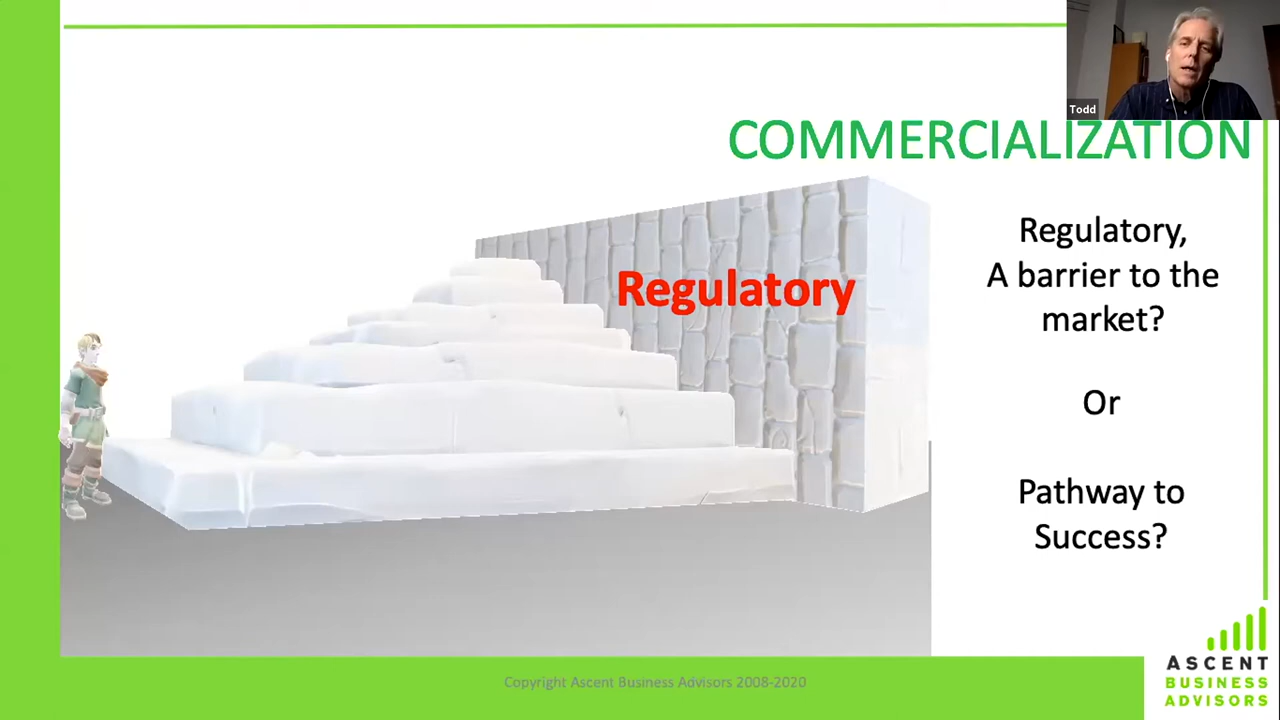 Todd
COMMERCIALIZATION
Regulatory
Regulatory,
A barrier to the
market?
Or
Pathway to
Success?
Copyright Ascent Business Advisors 2008-2020
ASCENT
BUSINESS
ADVISORS